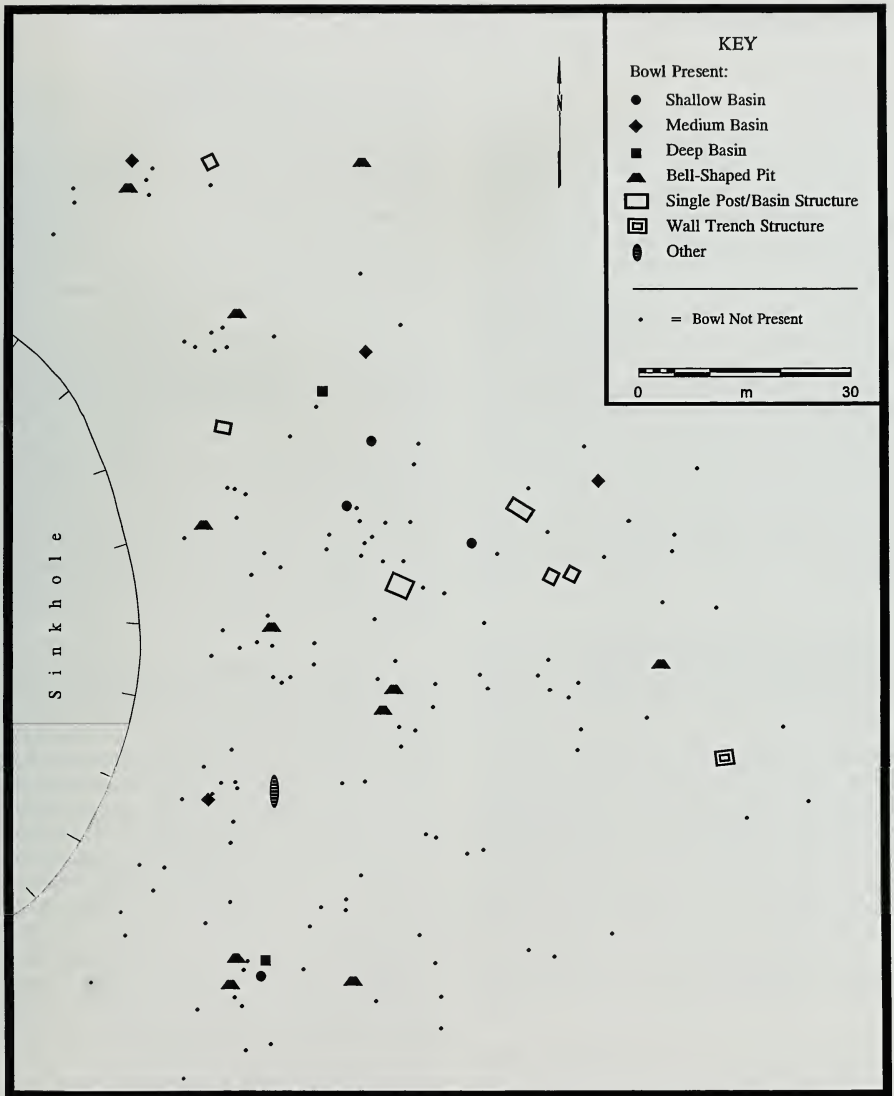 KEY
Bowl Present:
Shallow Basin
Medium Basin
Deep Basin
Bell-Shaped Pit
Single Post/Basin Structure
Wall Trench Structure
Other
= Bowl Not Present
0 m 30
N
Sinkhole